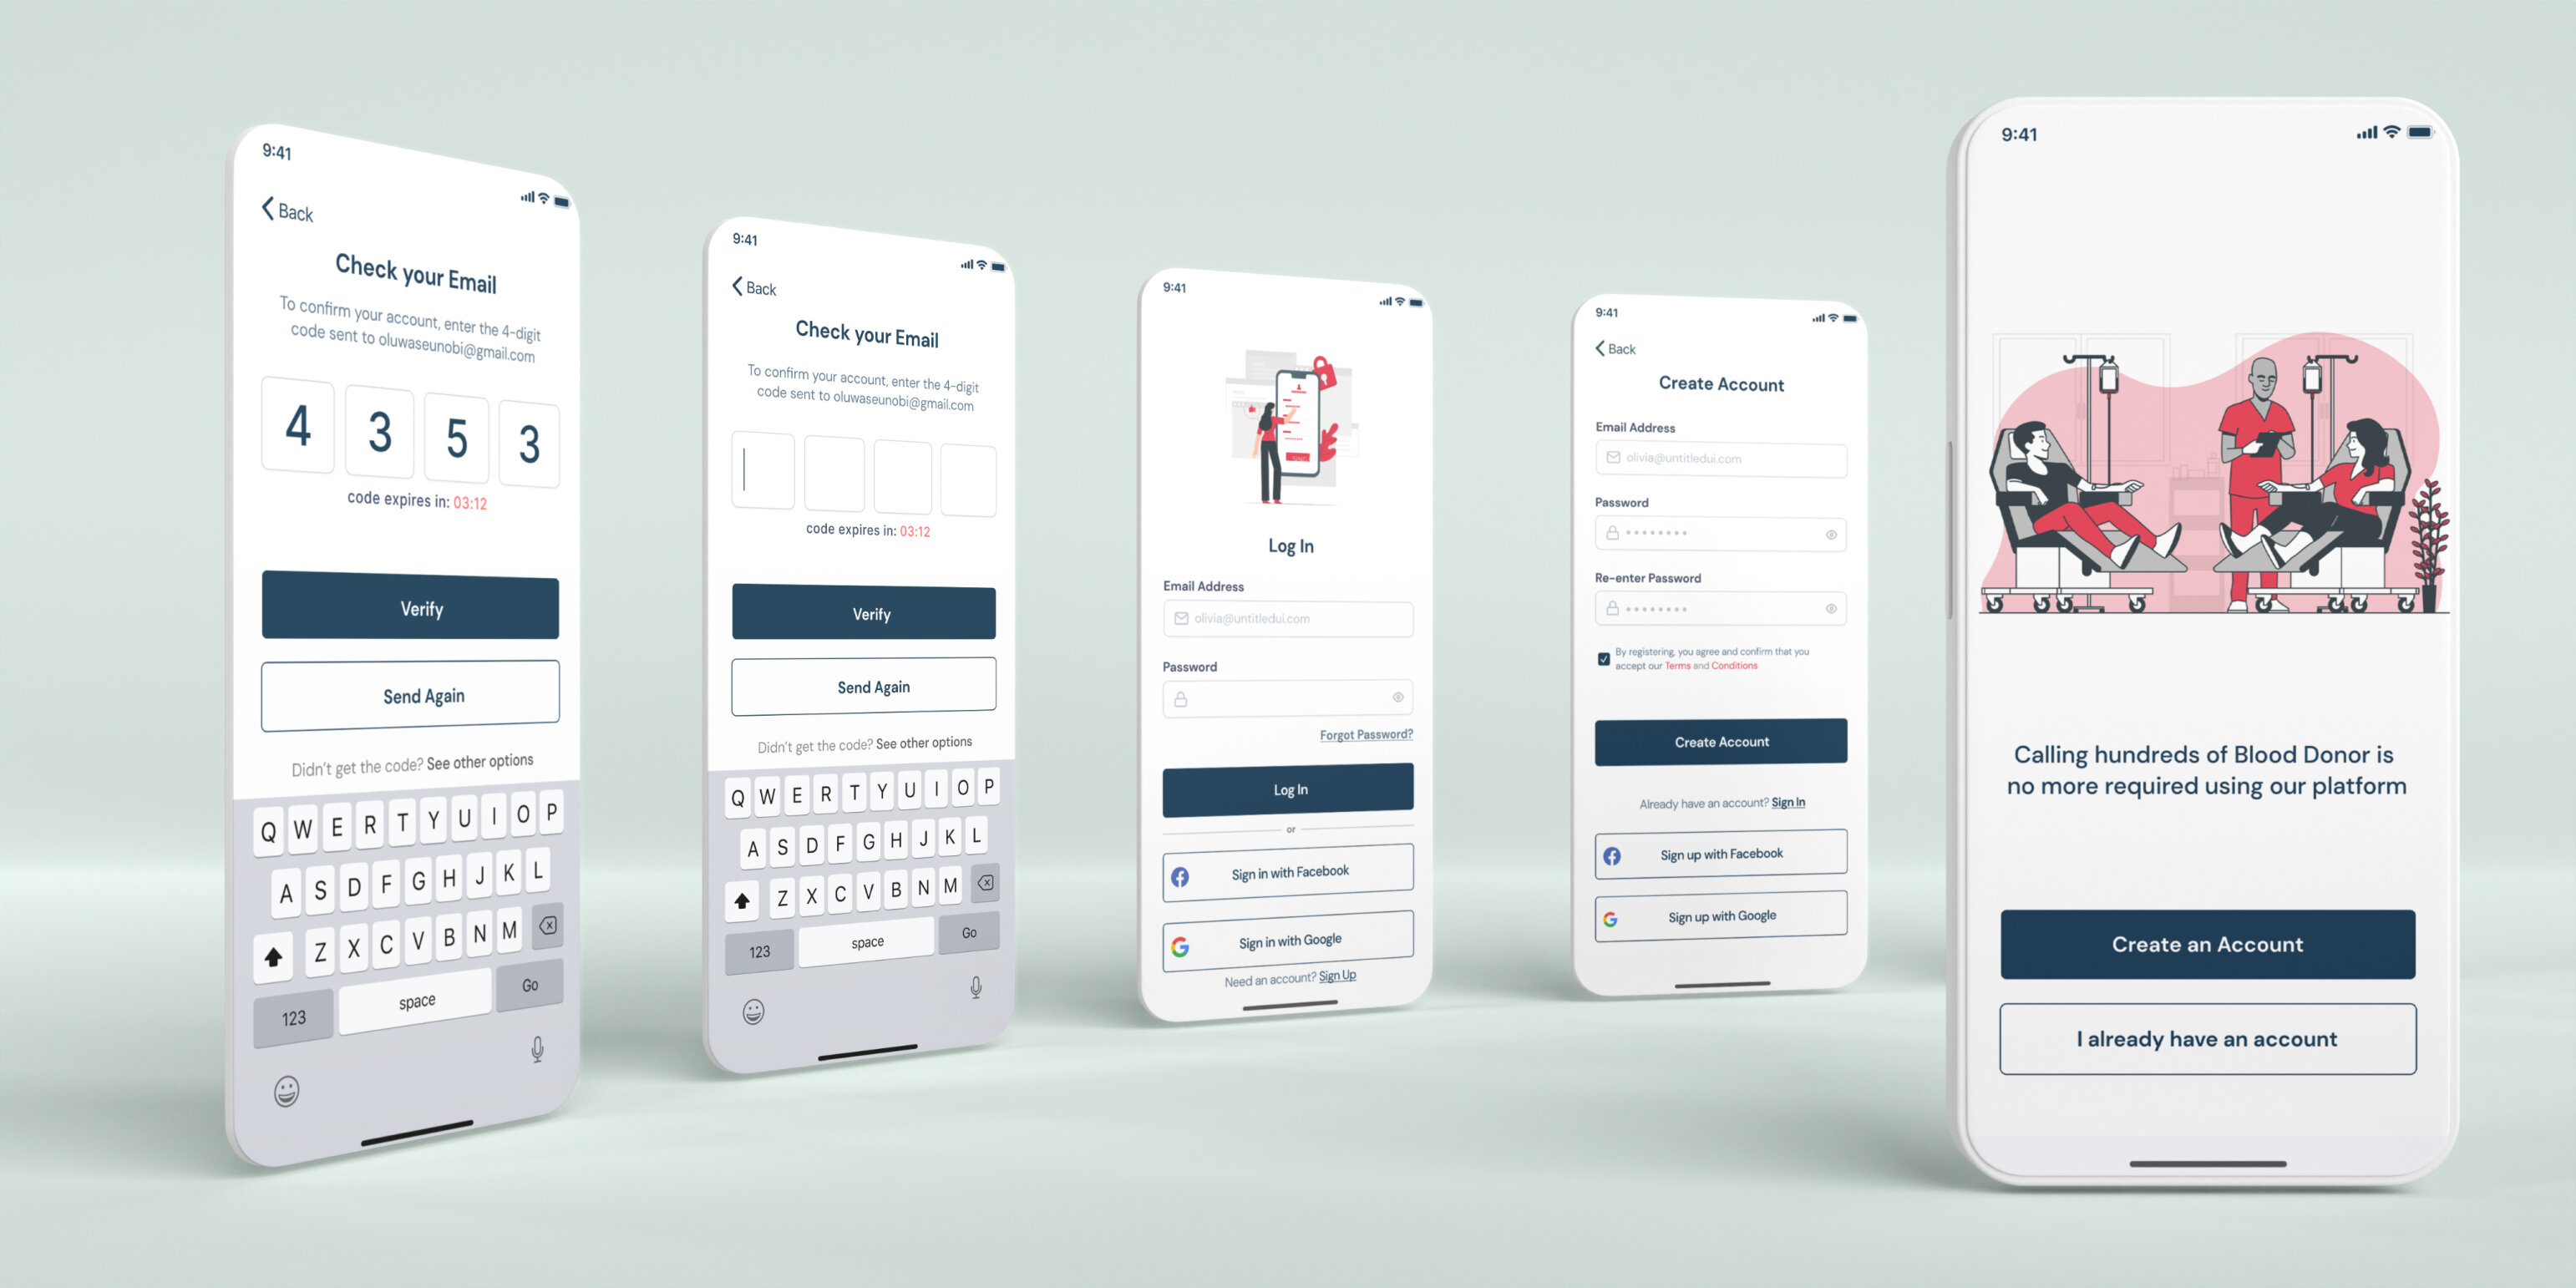 9:41
Back
Check your Email
To confirm your account, enter the 4-digit
code sent to oluwaseunobi@gmail.com
4 3 5 3
code expires in: 03:12
Verify
Send Again
Didn't get the code? See other options
Q W E R T Y U I O P
A S D F G H J K L
Z X C V B N M
123 space Go
9:41
Back
Check your Email
To confirm your account, enter the 4-digit
code sent to oluwaseunobi@gmail.com
code expires in: 03:12
Verify
Send Again
Didn't get the code? See other options
Q W E R T Y U I O P
A S D F G H J K L
Z X C V B N M
123 space Go
9:41
Log In
Email Address
olivia@untitledui.com
Password
Forgot Password?
Log In
or
Sign in with Facebook
Sign in with Google
Need an account? Sign Up
9:41
Back
Create Account
Email Address
olivia@untitledui.com
Password
Re-enter Password
By registering, you agree and confirm that you
accept our Terms and Conditions
Create Account
Already have an account? Sign In
Sign up with Facebook
Sign up with Google
9:41
Calling hundreds of Blood Donor is
no more required using our platform
Create an Account
I already have an account